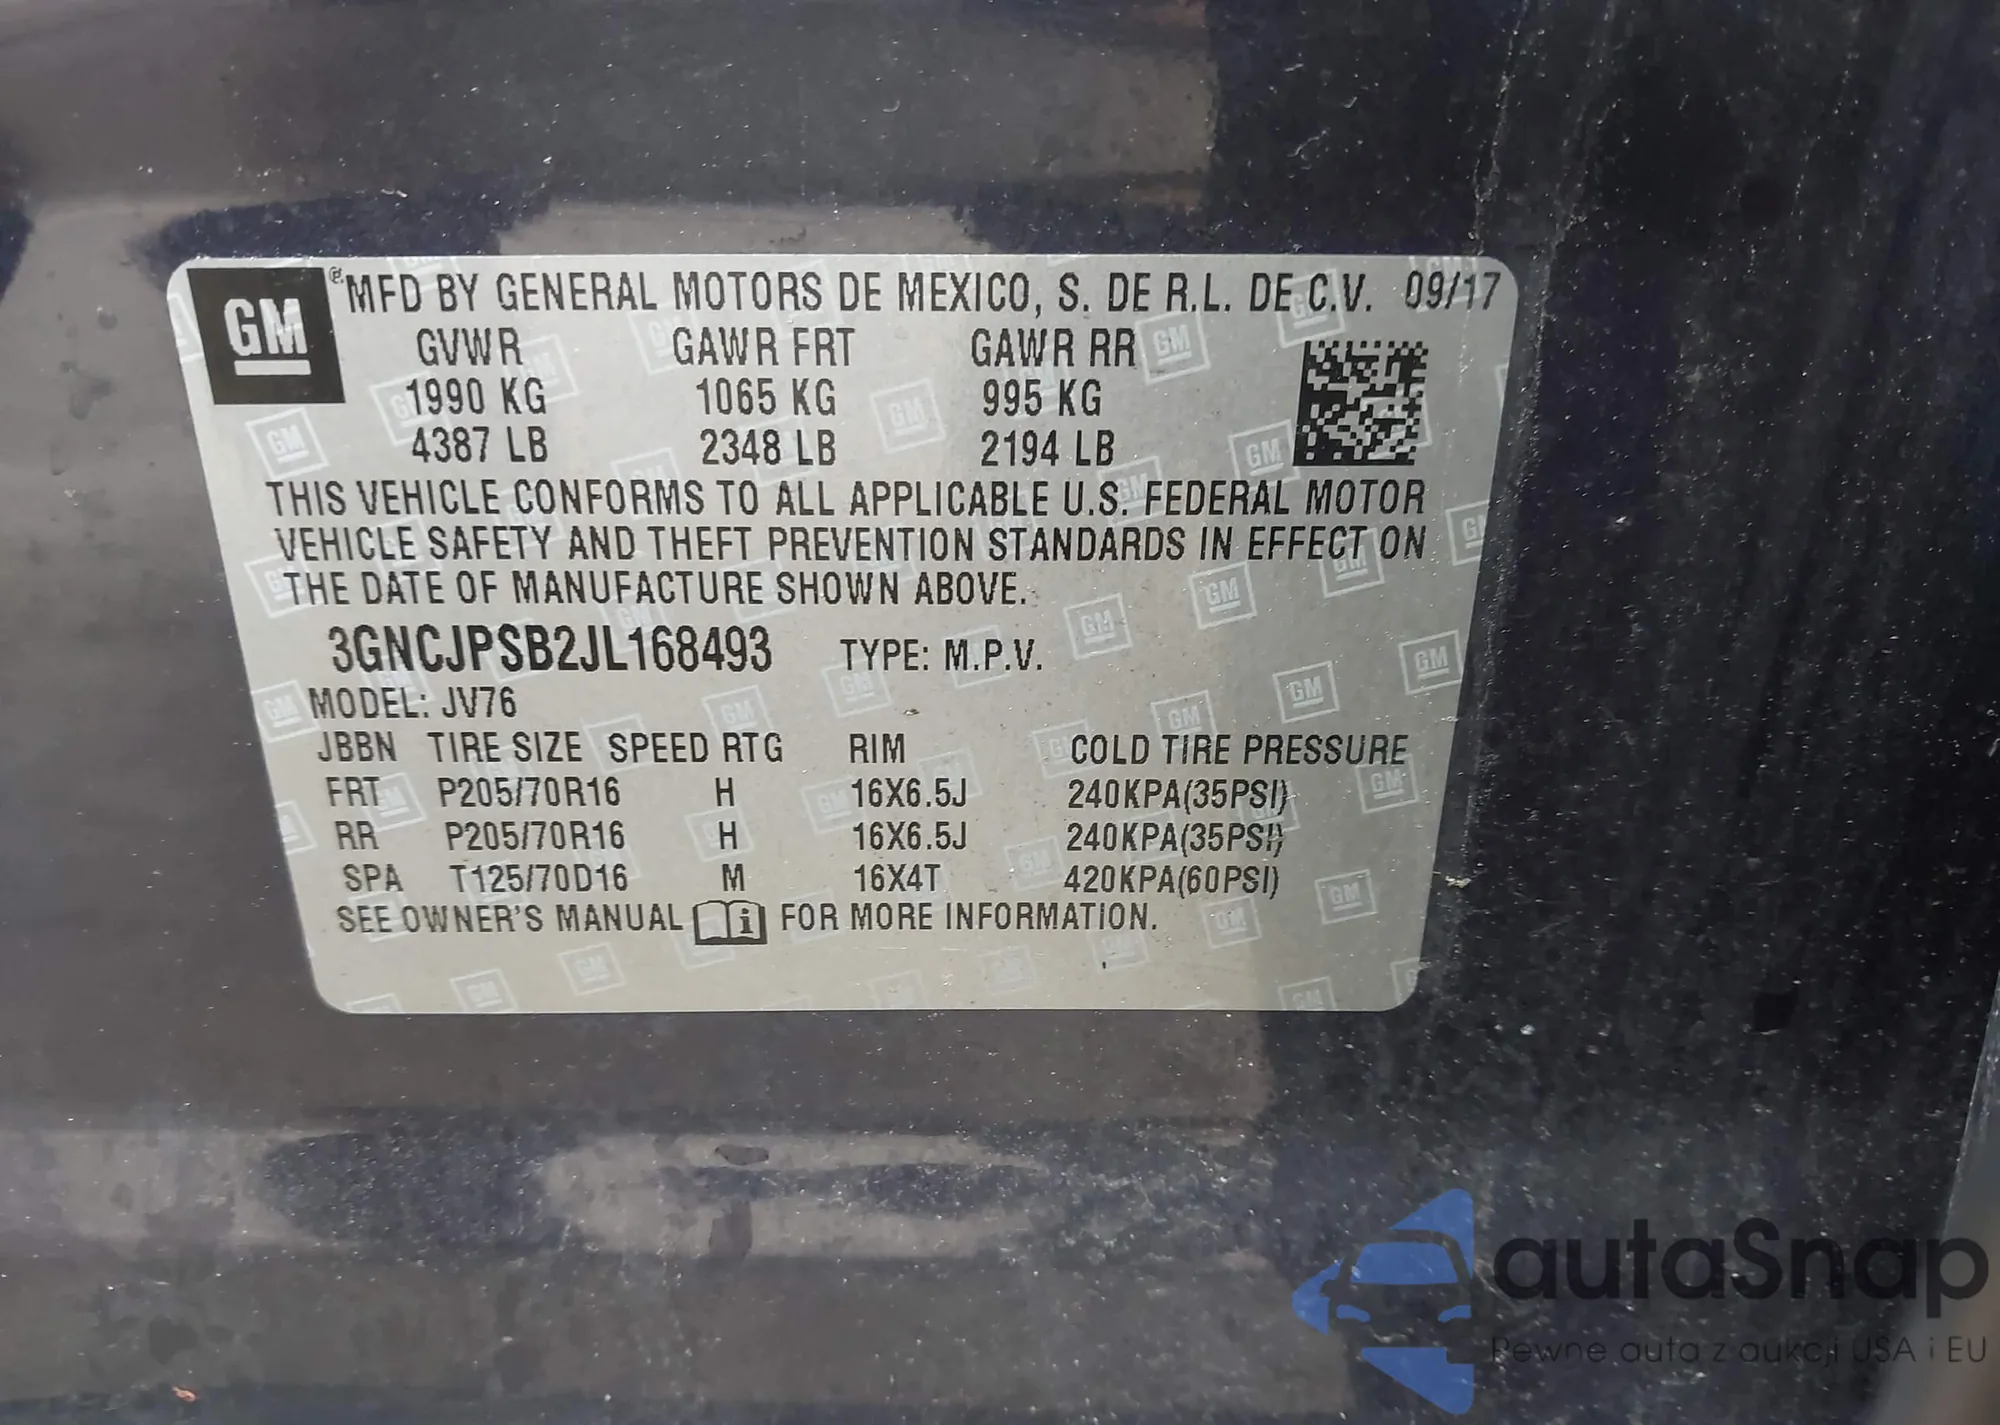 GM ℗ MFD BY GENERAL MOTORS DE MEXICO, S. DE R.L. DE C.V. 09/17
GVWR GAWR FRT GAWR RR
1990 KG 1065 KG 995 KG
4387 LB 2348 LB 2194 LB
THIS VEHICLE CONFORMS TO ALL APPLICABLE U.S. FEDERAL MOTOR
VEHICLE SAFETY AND THEFT PREVENTION STANDARDS IN EFFECT ON
THE DATE OF MANUFACTURE SHOWN ABOVE.
3GNCJPSB2JL168493 TYPE: M.P.V.
MODEL: JV76
JBBN TIRE SIZE SPEED RTG RIM COLD TIRE PRESSURE
FRT P205/70R16 H 16X6.5J 240KPA(35PSI)
RR P205/70R16 H 16X6.5J 240KPA(35PSI)
SPA T125/70D16 M 16X4T 420KPA(60PSI)
SEE OWNER'S MANUAL i FOR MORE INFORMATION.
autaSnap
Pewne auta z aukcji USA i EU